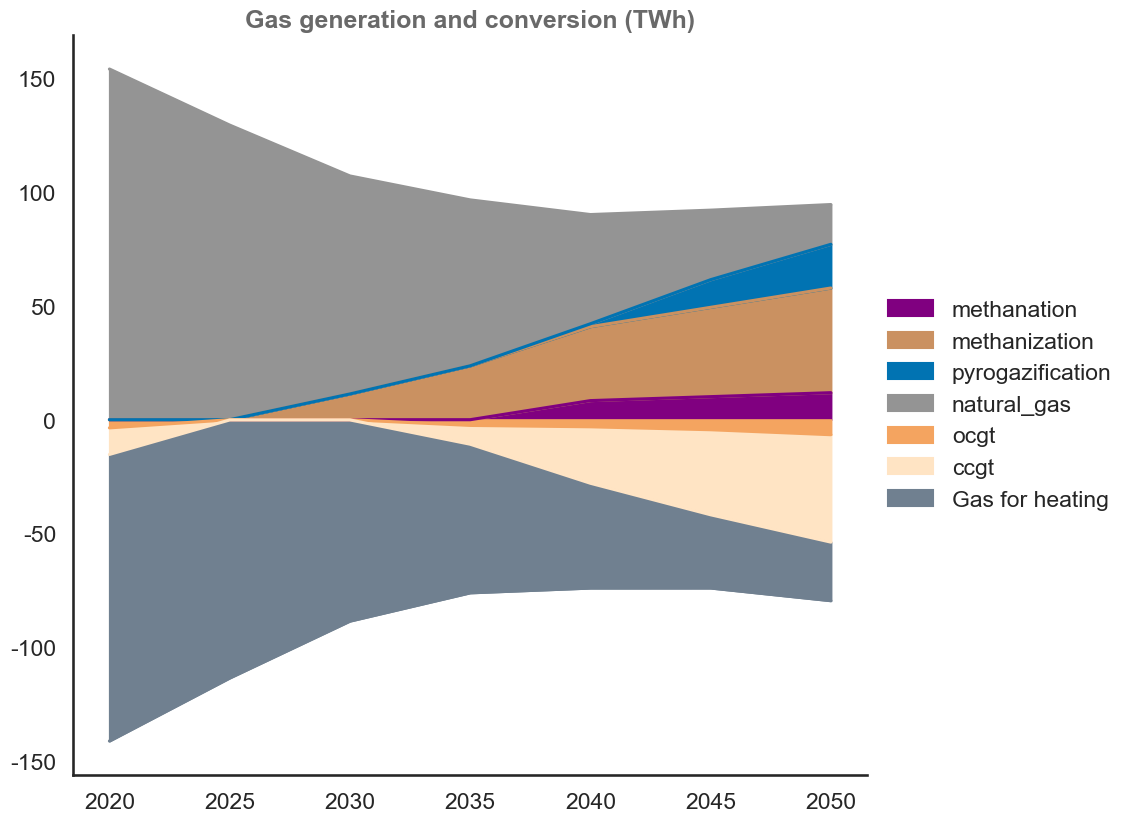 Gas generation and conversion (TWh)
150
100
50
0
-50
-100
-150
2020 2025 2030 2035 2040 2045 2050
methanation
methanization
pyrogazification
natural_gas
ocgt
ccgt
Gas for heating